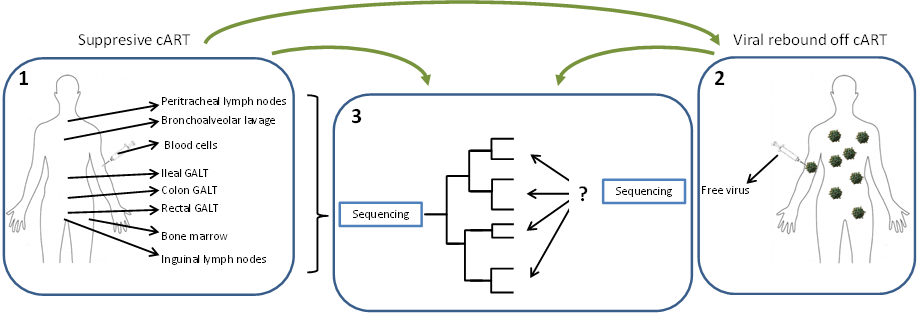 Suppresive cART
Viral rebound off cART
1
Peritracheal lymph nodes
Bronchoalveolar lavage
Blood cells
Ileal GALT
Colon GALT
Rectal GALT
Bone marrow
Inguinal lymph nodes
3
Sequencing
?
Sequencing
2
Free virus